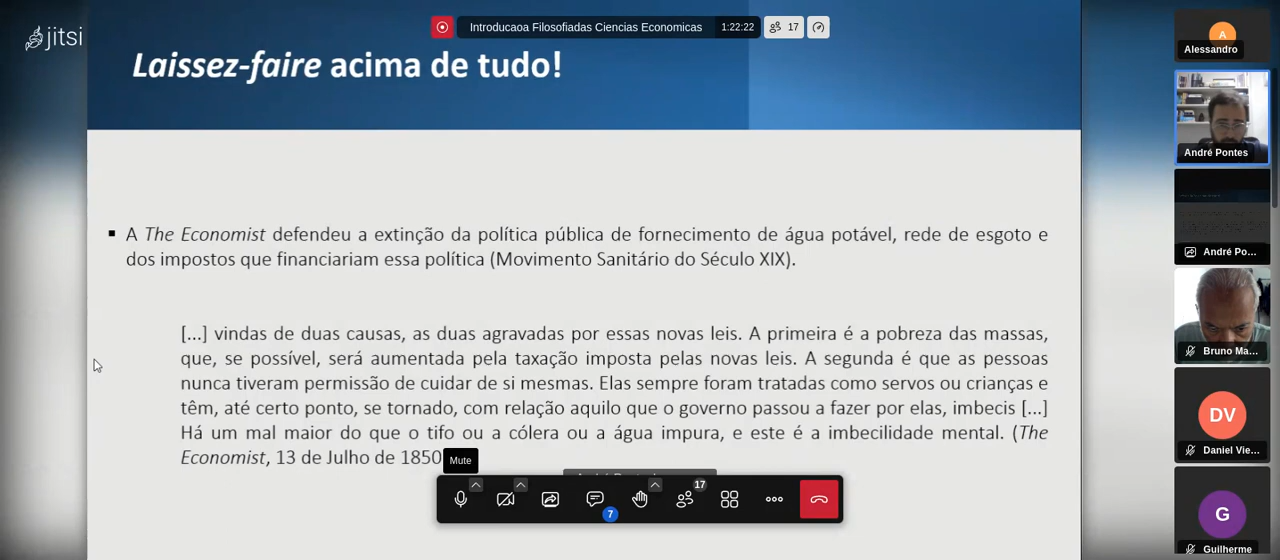 jitsi
Introducaoa Filosofiadas Ciencias Economicas
1:22:22
17
Laissez-faire acima de tudo!
▪ A The Economist defendeu a extinção da política pública de fornecimento de água potável, rede de esgoto e
dos impostos que financiariam essa política (Movimento Sanitário do Século XIX).
[...] vindas de duas causas, as duas agravadas por essas novas leis. A primeira é a pobreza das massas,
que, se possível, será aumentada pela taxação imposta pelas novas leis. A segunda é que as pessoas
nunca tiveram permissão de cuidar de si mesmas. Elas sempre foram tratadas como servos ou crianças e
têm, até certo ponto, se tornado, com relação aquilo que o governo passou a fazer por elas, imbecis [...]
Há um mal maior do que o tifo ou a cólera ou a água impura, e este é a imbecilidade mental. (The
Economist, 13 de Julho de 1850
Mute
17
7
A
Alessandro
André Pontes
André Po...
Bruno Ma...
DV
Daniel Vie...
G
Guilherme